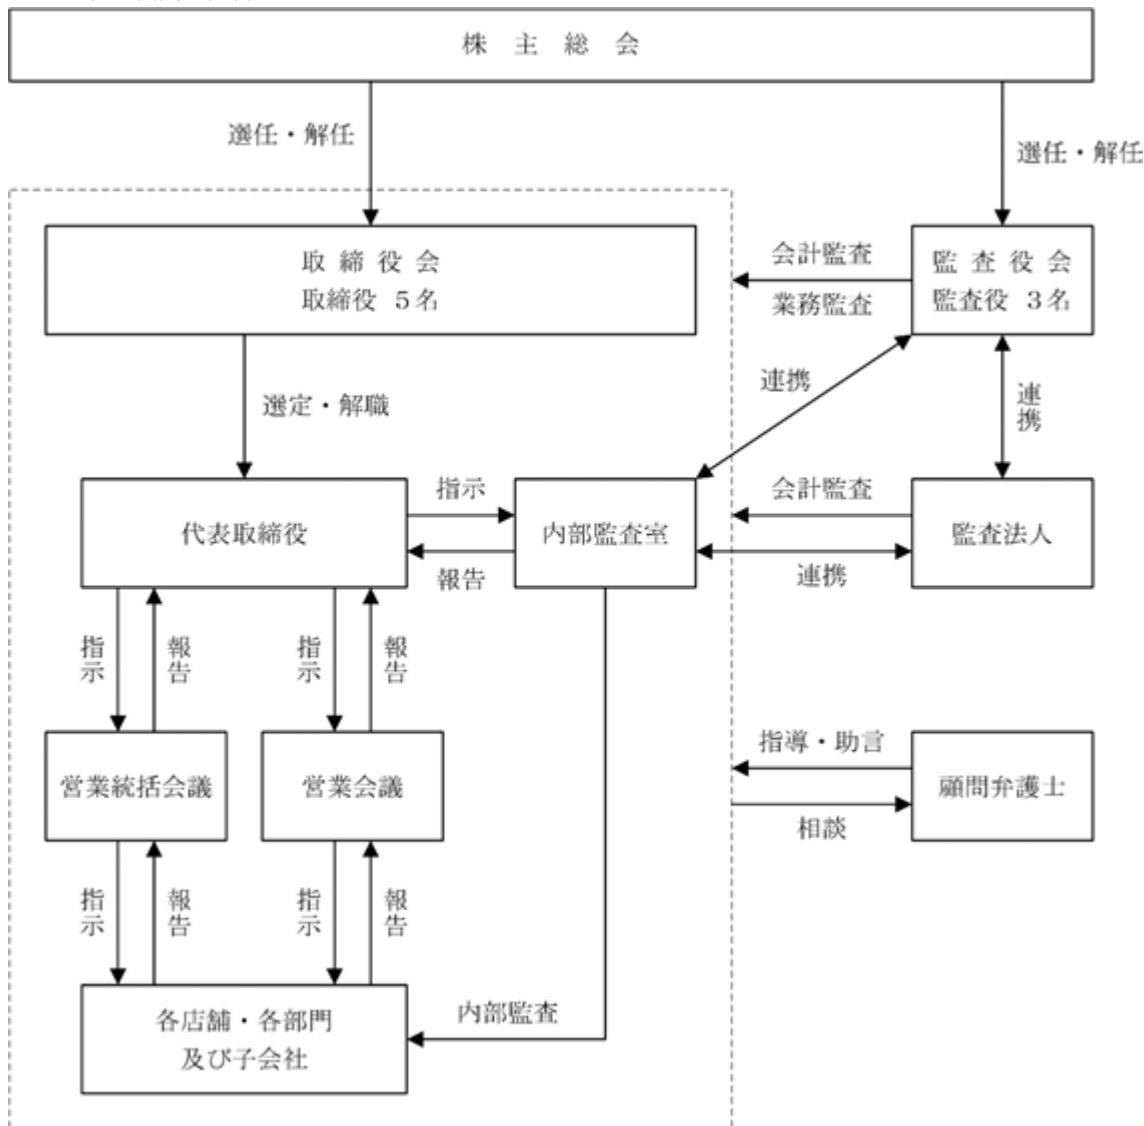 株主総会
選任・解任
選任・解任
取締役会
取締役 5名
会計監査
業務監査
監査役会
監査役 3名
連携
連携
選定・解職
代表取締役
指示
報告
内部監査室
会計監査
連携
監査法人
指示
報告
指示
報告
営業統括会議
営業会議
指導・助言
相談
顧問弁護士
指示
報告
指示
報告
各店舗・各部門
及び子会社
内部監査